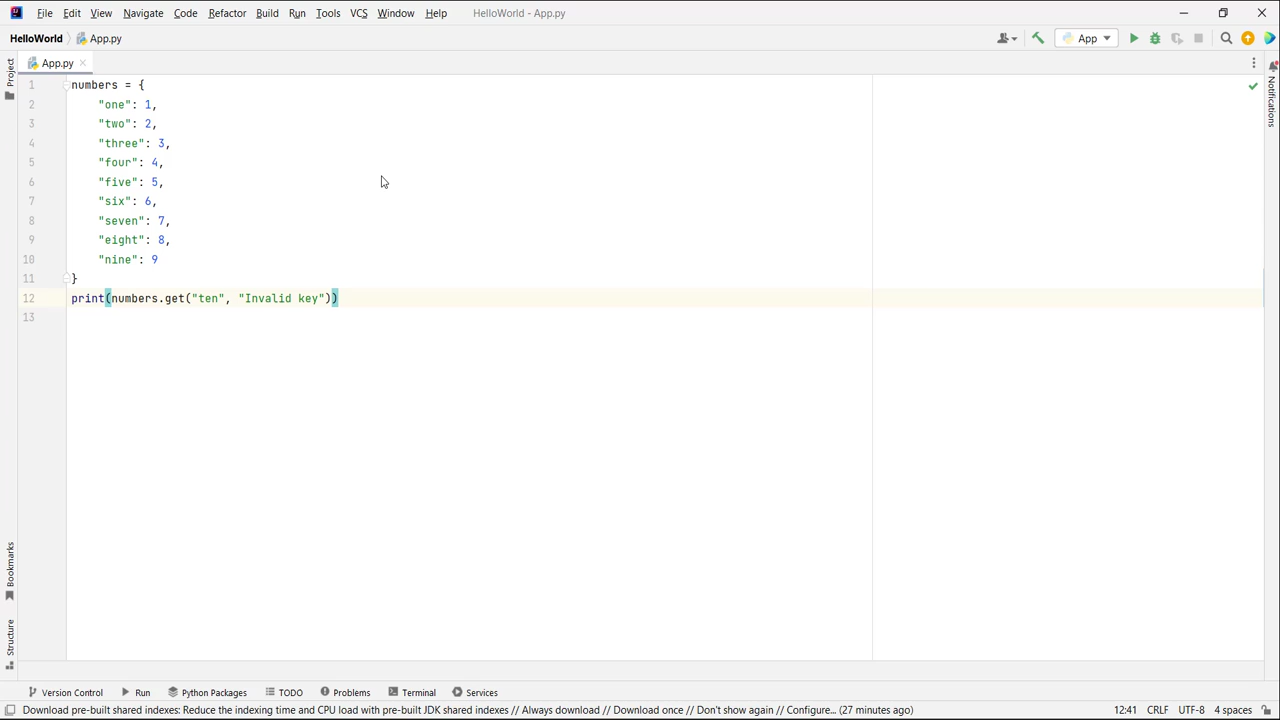 File Edit View Navigate Code Refactor Build Run Tools VCS Window Help HelloWorld - App.py
HelloWorld App.py App
App.py
Project
Notifications
1 numbers = {
2 "one": 1,
3 "two": 2,
4 "three": 3,
5 "four": 4,
6 "five": 5,
7 "six": 6,
8 "seven": 7,
9 "eight": 8,
10 "nine": 9
11 }
12 print(numbers.get("ten", "Invalid key"))
13
Bookmarks
Structure
Version Control Run Python Packages TODO Problems Terminal Services
Download pre-built shared indexes: Reduce the indexing time and CPU load with pre-built JDK shared indexes // Always download // Download once // Don't show again // Configure... (27 minutes ago) 12:41 CRLF UTF-8 4 spaces